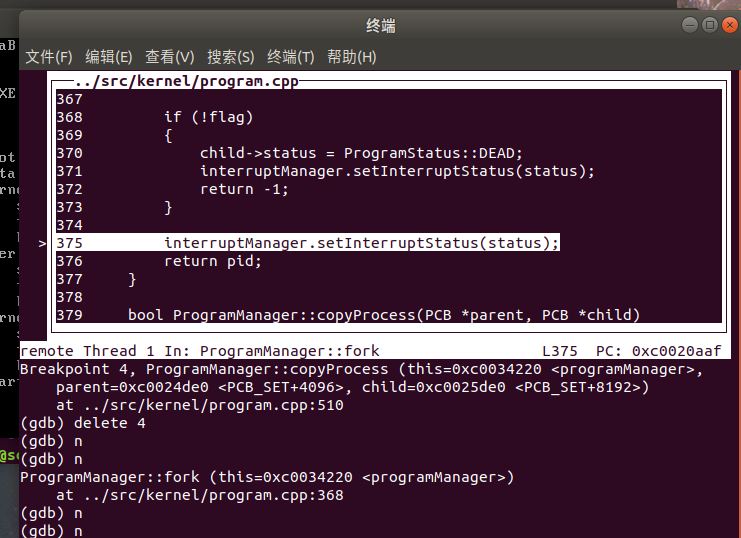 终端
文件(F) 编辑(E) 查看(V) 搜索(S) 终端(T) 帮助(H)
../src/kernel/program.cpp
367
368 if (!flag)
369 {
370 child->status = ProgramStatus::DEAD;
371 interruptManager.setInterruptStatus(status);
372 return -1;
373 }
374
>375 interruptManager.setInterruptStatus(status);
376 return pid;
377 }
378
379 bool ProgramManager::copyProcess(PCB *parent, PCB *child)
remote Thread 1 In: ProgramManager::fork L375 PC: 0xc0020aaf
Breakpoint 4, ProgramManager::copyProcess (this=0xc0034220 <programManager>,
parent=0xc0024de0 <PCB_SET+4096>, child=0xc0025de0 <PCB_SET+8192>)
at ../src/kernel/program.cpp:510
(gdb) delete 4
(gdb) n
(gdb) n
ProgramManager::fork (this=0xc0034220 <programManager>)
at ../src/kernel/program.cpp:368
(gdb) n
(gdb) n